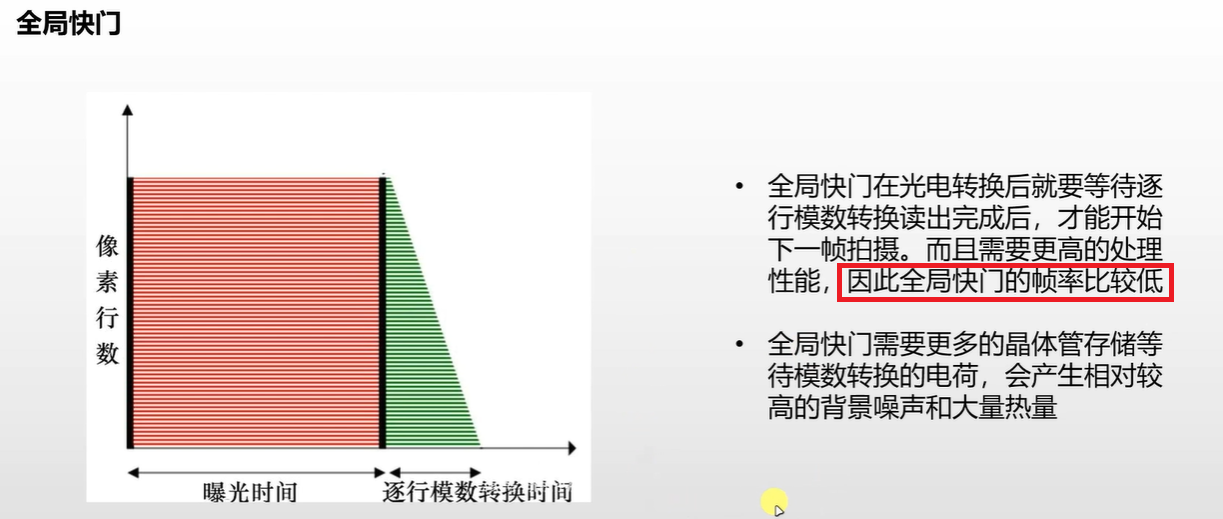 全局快门
像素行数
曝光时间
逐行模数转换时间
• 全局快门在光电转换后就要等待逐
行模数转换读出完成后，才能开始
下一帧拍摄。而且需要更高的处理
性能，因此全局快门的帧率比较低
• 全局快门需要更多的晶体管存储等
待模数转换的电荷，会产生相对较
高的背景噪声和大量热量